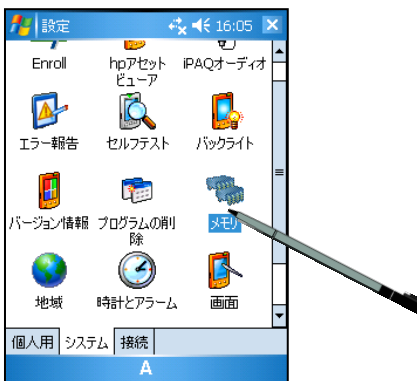 設定 16:05
Enroll hpアセットビューア iPAQオーディオ
エラー報告 セルフテスト バックライト
バージョン情報 プログラムの削除 メモリ
地域 時計とアラーム 画面
個人用 システム 接続
A